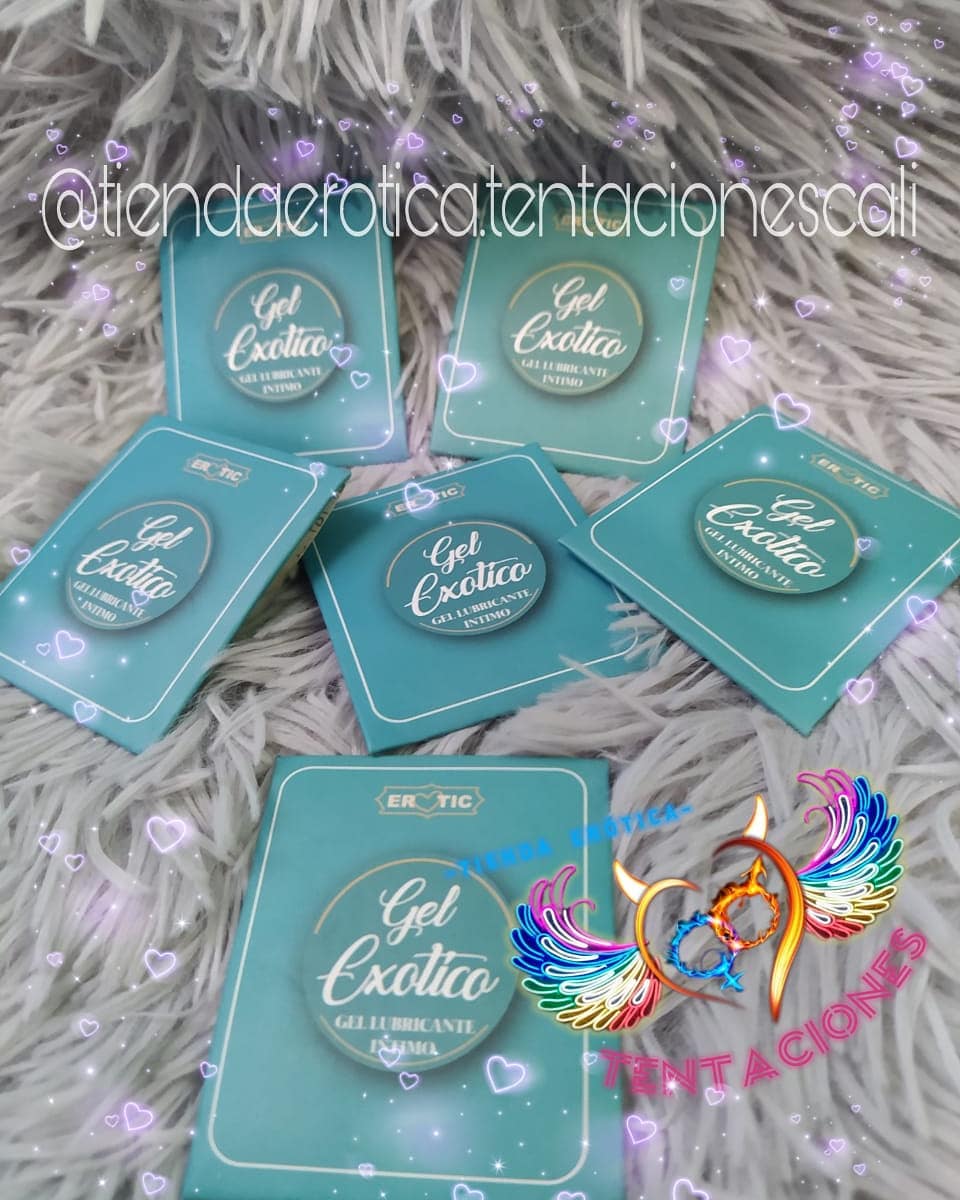 @tiendaerotica.tentacionescali
EROTIC
Gel
Exotico
GEL LUBRICANTE
INTIMO
EROTIC
Gel
Exotico
GEL LUBRICANTE
INTIMO
EROTIC
Gel
Exotico
GEL LUBRICANTE
INTIMO
EROTIC
Gel
Exotico
GEL LUBRICANTE
INTIMO
EROTIC
Gel
Exotico
GEL LUBRICANTE
INTIMO
EROTIC
Gel
Exotico
GEL LUBRICANTE
INTIMO.
-TIENDA ERÓTICA-
TENTACIONES